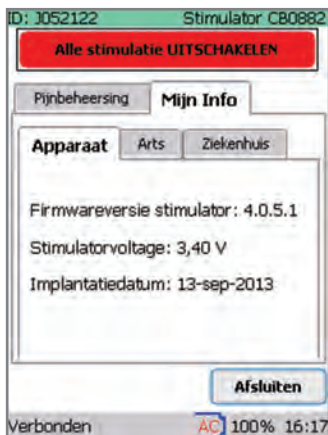 ID: J052122 Stimulator CB0882
Alle stimulatie UITSCHAKELEN
Pijnbeheersing Mijn Info
Apparaat Arts Ziekenhuis
Firmwareversie stimulator: 4.0.5.1
Stimulatorvoltage: 3,40 V
Implantatiedatum: 13-sep-2013
Afsluiten
Verbonden AC 100% 16:17